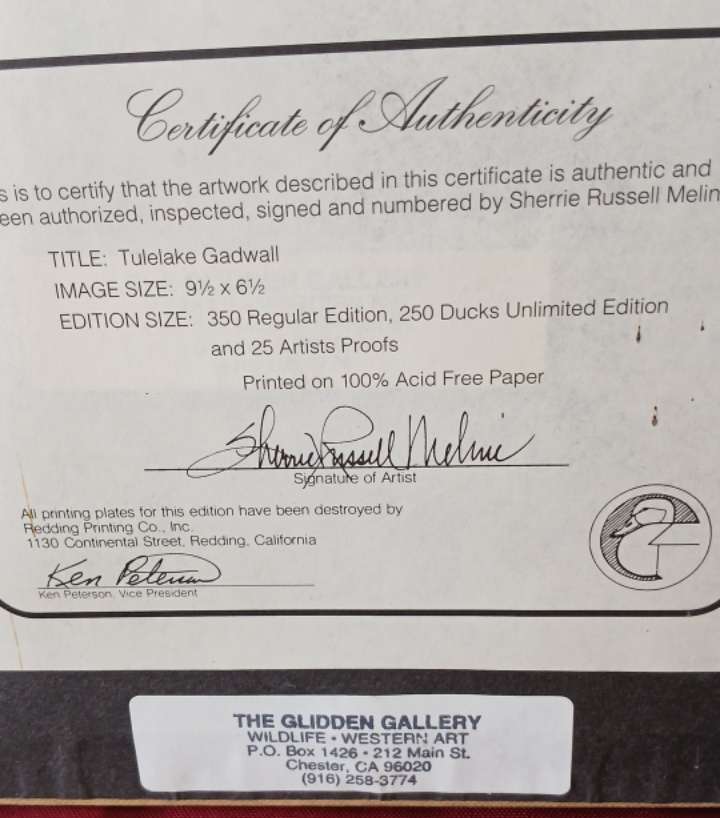 Certificate of Authenticity
s is to certify that the artwork described in this certificate is authentic and
een authorized, inspected, signed and numbered by Sherrie Russell Melin
TITLE: Tulelake Gadwall
IMAGE SIZE: 9½ x 6½
EDITION SIZE: 350 Regular Edition, 250 Ducks Unlimited Edition
and 25 Artists Proofs
Printed on 100% Acid Free Paper
Sherrie Russell Meline
Signature of Artist
All printing plates for this edition have been destroyed by
Redding Printing Co., Inc.
1130 Continental Street, Redding, California
Ken Peterson
Ken Peterson, Vice President
THE GLIDDEN GALLERY
WILDLIFE • WESTERN ART
P.O. Box 1426 • 212 Main St.
Chester, CA 96020
(916) 258-3774